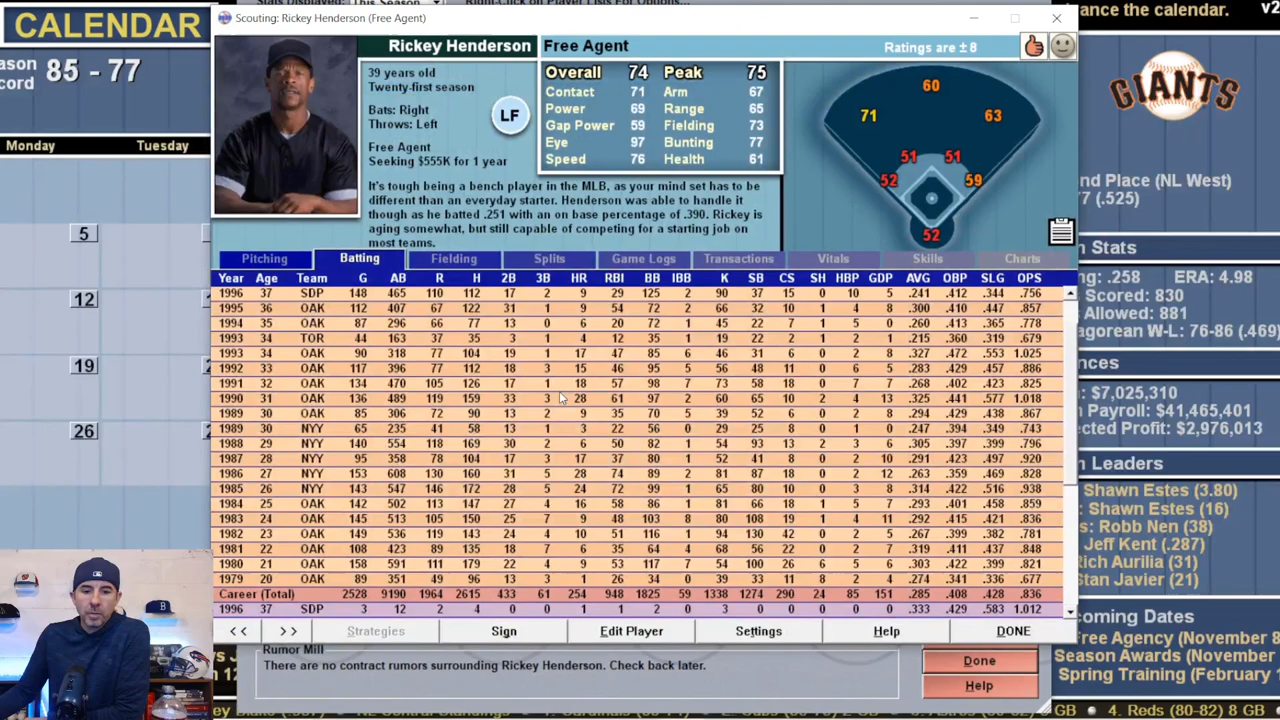 Stats Displayed: This Season Right-Click on Player Lists For Options...
CALENDAR
ance the calendar. v2
Scouting: Rickey Henderson (Free Agent)
ason
cord 85 - 77
Rickey Henderson
39 years old
Twenty-first season
Bats: Right
Throws: Left
LF
Free Agent
Seeking $555K for 1 year
It's tough being a bench player in the MLB, as your mind set has to be
different than an everyday starter. Henderson was able to handle it
though as he batted .251 with an on base percentage of .390. Rickey is
aging somewhat, but still capable of competing for a starting job on
most teams.
Free Agent Ratings are ± 8
Overall 74 Peak 75
Contact 71 Arm 67
Power 69 Range 65
Gap Power 59 Fielding 73
Eye 97 Bunting 77
Speed 76 Health 61
60
71 63
51 51
52 59
52
GIANTS
Monday Tuesday
5
12
19
26
nd Place (NL West)
77 (.525)
n Stats
ng: .258 ERA: 4.98
s Scored: 830
s Allowed: 881
agorean W-L: 76-86 (.469)
nces
$7,025,310
n Payroll: $41,465,401
ected Profit: $2,976,013
n Leaders
Shawn Estes (3.80)
Shawn Estes (16)
s: Robb Nen (38)
Jeff Kent (.287)
Rich Aurilia (31)
Stan Javier (21)
coming Dates
Free Agency (November 8
Season Awards (November
Spring Training (February 1
Pitching Batting Fielding Splits Game Logs Transactions Vitals Skills Charts
Year Age Team G AB R H 2B 3B HR RBI BB IBB K SB CS SH HBP GDP AVG OBP SLG OPS
1996 37 SDP 148 465 110 112 17 2 9 29 125 2 90 37 15 0 10 5 .241 .412 .344 .756
1995 36 OAK 112 407 67 122 31 1 9 54 72 2 66 32 10 1 4 8 .300 .410 .447 .857
1994 35 OAK 87 296 66 77 13 0 6 20 72 1 45 22 7 1 5 0 .260 .413 .365 .778
1993 34 TOR 44 163 37 35 3 1 4 12 35 1 19 22 2 1 2 1 .215 .360 .319 .679
1993 34 OAK 90 318 77 104 19 1 17 47 85 6 46 31 6 0 2 8 .327 .472 .553 1.025
1992 33 OAK 117 396 77 112 18 3 15 46 95 5 56 48 11 0 6 5 .283 .429 .457 .886
1991 32 OAK 134 470 105 126 17 1 18 57 98 7 73 58 18 0 7 7 .268 .402 .423 .825
1990 31 OAK 136 489 119 159 33 3 28 61 97 2 60 65 10 2 4 13 .325 .441 .577 1.018
1989 30 OAK 85 306 72 90 13 2 9 35 70 5 39 52 6 0 2 8 .294 .429 .438 .867
1989 30 NYY 65 235 41 58 13 1 3 22 56 0 29 25 8 0 1 0 .247 .394 .349 .743
1988 29 NYY 140 554 118 169 30 2 6 50 82 1 54 93 13 2 3 6 .305 .397 .399 .796
1987 28 NYY 95 358 78 104 17 3 17 37 80 1 52 41 8 0 2 10 .291 .423 .497 .920
1986 27 NYY 153 608 130 160 31 5 28 74 89 2 81 87 18 0 2 12 .263 .359 .469 .828
1985 26 NYY 143 547 146 172 28 5 24 72 99 1 65 80 10 0 3 8 .314 .422 .516 .938
1984 25 OAK 142 502 113 147 27 4 16 58 86 1 81 66 18 1 5 7 .293 .401 .458 .859
1983 24 OAK 145 513 105 150 25 7 9 48 103 8 80 108 19 1 4 11 .292 .415 .421 .836
1982 23 OAK 149 536 119 143 24 4 10 51 116 1 94 130 42 0 2 5 .267 .399 .382 .781
1981 22 OAK 108 423 89 135 18 7 6 35 64 4 68 56 22 0 2 7 .319 .411 .437 .848
1980 21 OAK 158 591 111 179 22 4 9 53 117 7 54 100 26 6 5 6 .303 .422 .399 .821
1979 20 OAK 89 351 49 96 13 3 1 26 34 0 39 33 11 8 2 4 .274 .341 .336 .677
Career (Total) 2528 9190 1964 2615 433 61 254 948 1825 59 1338 1274 290 24 85 151 .285 .408 .428 .836
1996 37 SDP 3 12 2 4 0 0 1 1 2 0 3 0 0 0 0 0 .333 .429 .583 1.012
<< >> Strategies Sign Edit Player Settings Help DONE
Rumor Mill
There are no contract rumors surrounding Rickey Henderson. Check back later.
Done
Help
GB 4. Reds (80-82) 8 GB